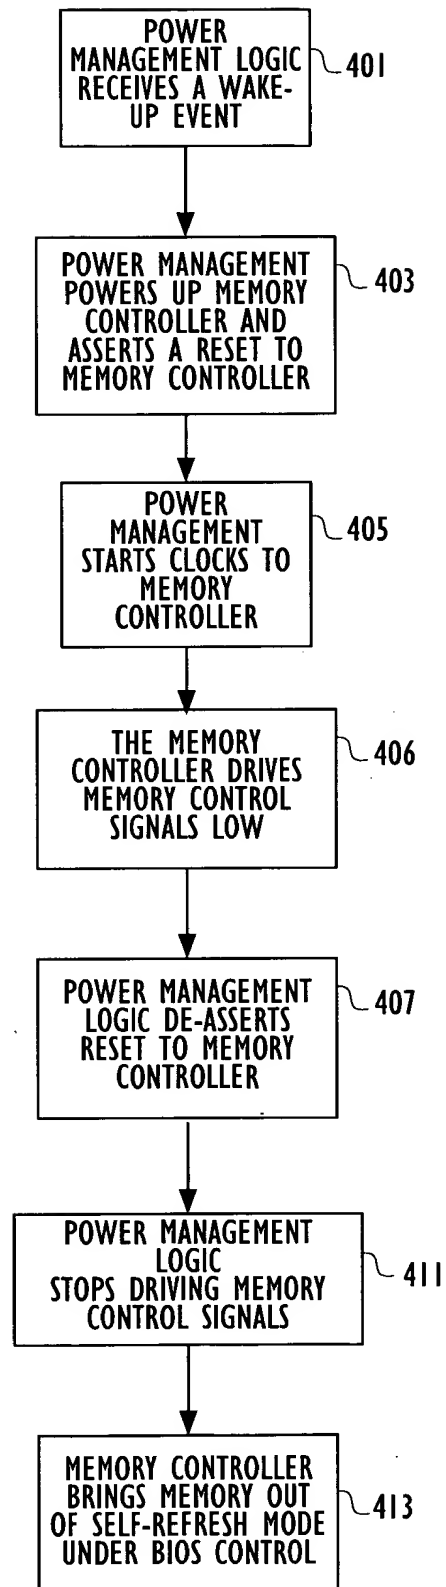 POWER
MANAGEMENT LOGIC
RECEIVES A WAKE-
UP EVENT
401
POWER MANAGEMENT
POWERS UP MEMORY
CONTROLLER AND
ASSERTS A RESET TO
MEMORY CONTROLLER
403
POWER
MANAGEMENT
STARTS CLOCKS TO
MEMORY
CONTROLLER
405
THE MEMORY
CONTROLLER DRIVES
MEMORY CONTROL
SIGNALS LOW
406
POWER MANAGEMENT
LOGIC DE-ASSERTS
RESET TO MEMORY
CONTROLLER
407
POWER MANAGEMENT
LOGIC
STOPS DRIVING MEMORY
CONTROL SIGNALS
411
MEMORY CONTROLLER
BRINGS MEMORY OUT
OF SELF-REFRESH MODE
UNDER BIOS CONTROL
413